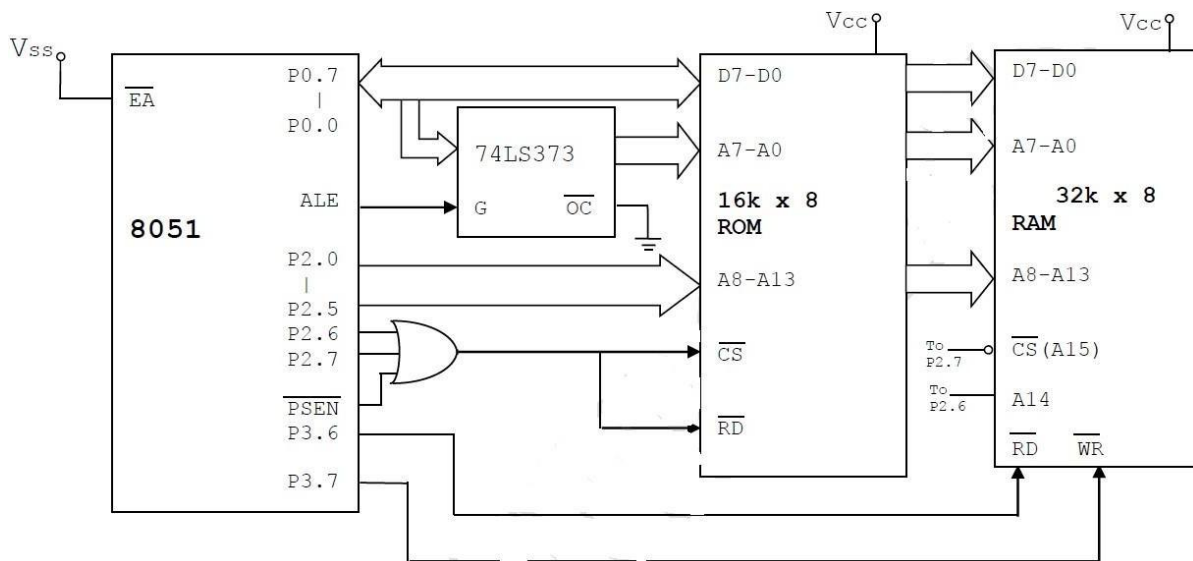 Vss
EA
8051
P0.7
|
P0.0
ALE
P2.0
|
P2.5
P2.6
P2.7
PSEN
P3.6
P3.7
74LS373
G
OC
Vcc
D7-D0
A7-A0
16k x 8
ROM
A8-A13
CS
RD
Vcc
D7-D0
A7-A0
32k x 8
RAM
A8-A13
To
P2.7
CS(A15)
To
P2.6
A14
RD WR